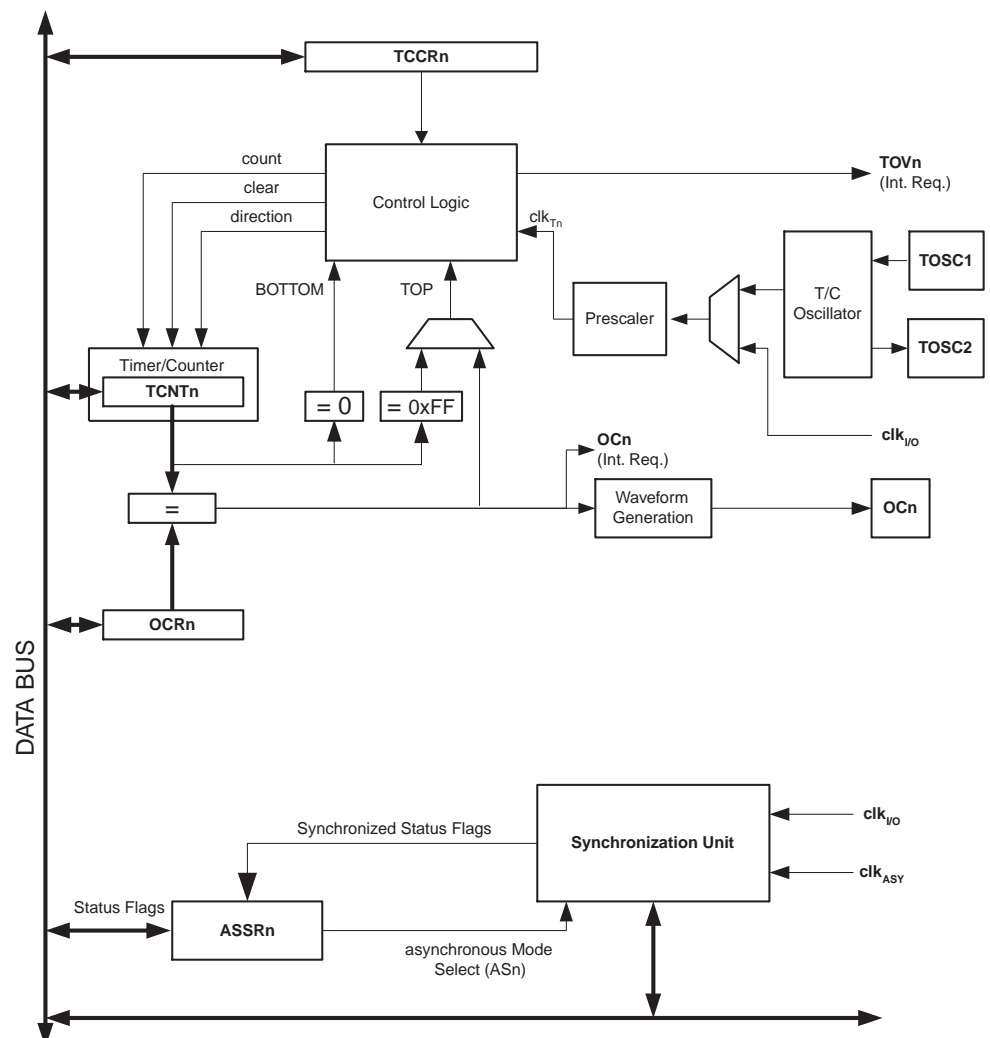 TCCRn
count
clear
direction
Control Logic
TOVn
(Int. Req.)
clkTn
BOTTOM
TOP
TOSC1
T/C
Oscillator
TOSC2
Prescaler
Timer/Counter
TCNTn
= 0
= 0xFF
clkI/O
OCn
(Int. Req.)
=
Waveform
Generation
OCn
OCRn
DATA BUS
Synchronized Status Flags
Synchronization Unit
clkI/O
clkASY
Status Flags
ASSRn
asynchronous Mode
Select (ASn)